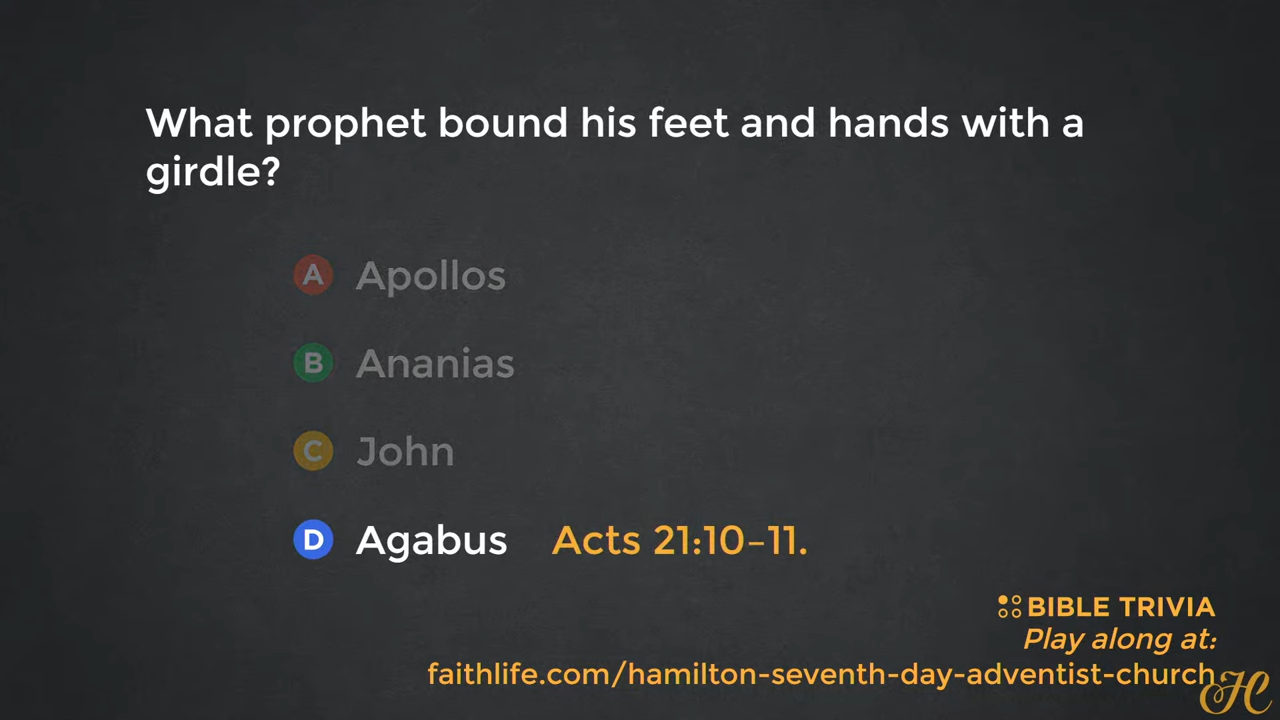 What prophet bound his feet and hands with a
girdle?
A Apollos
B Ananias
C John
D Agabus Acts 21:10–11.
BIBLE TRIVIA
Play along at:
faithlife.com/hamilton-seventh-day-adventist-church
H